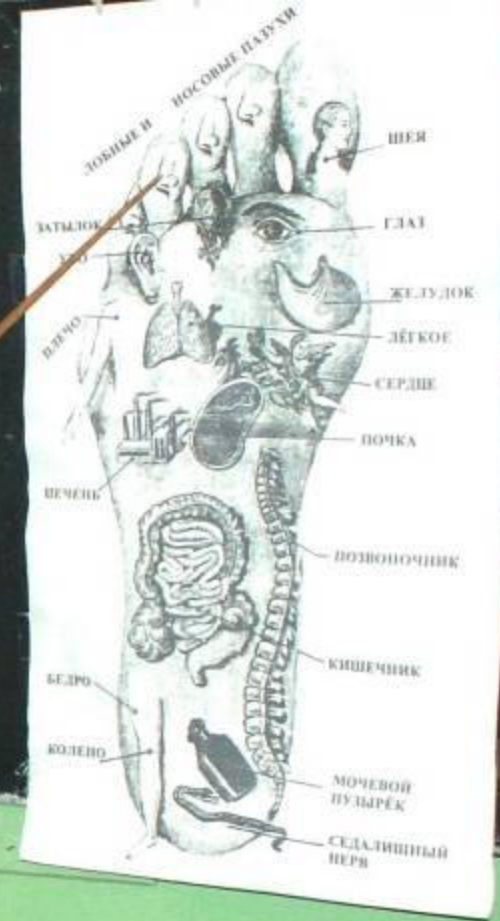 ЛОБНЫЕ И НОСОВЫЕ ПАЗУХИ
ШЕЯ
ЗАТЫЛОК
ГЛАЗ
УХО
ЖЕЛУДОК
ПЛЕЧО
ЛЁГКОЕ
СЕРДЦЕ
ПОЧКА
ПЕЧЕНЬ
ПОЗВОНОЧНИК
КИШЕЧНИК
БЕДРО
КОЛЕНО
МОЧЕВОЙ
ПУЗЫРЁК
СЕДАЛИЩНЫЙ
НЕРВ